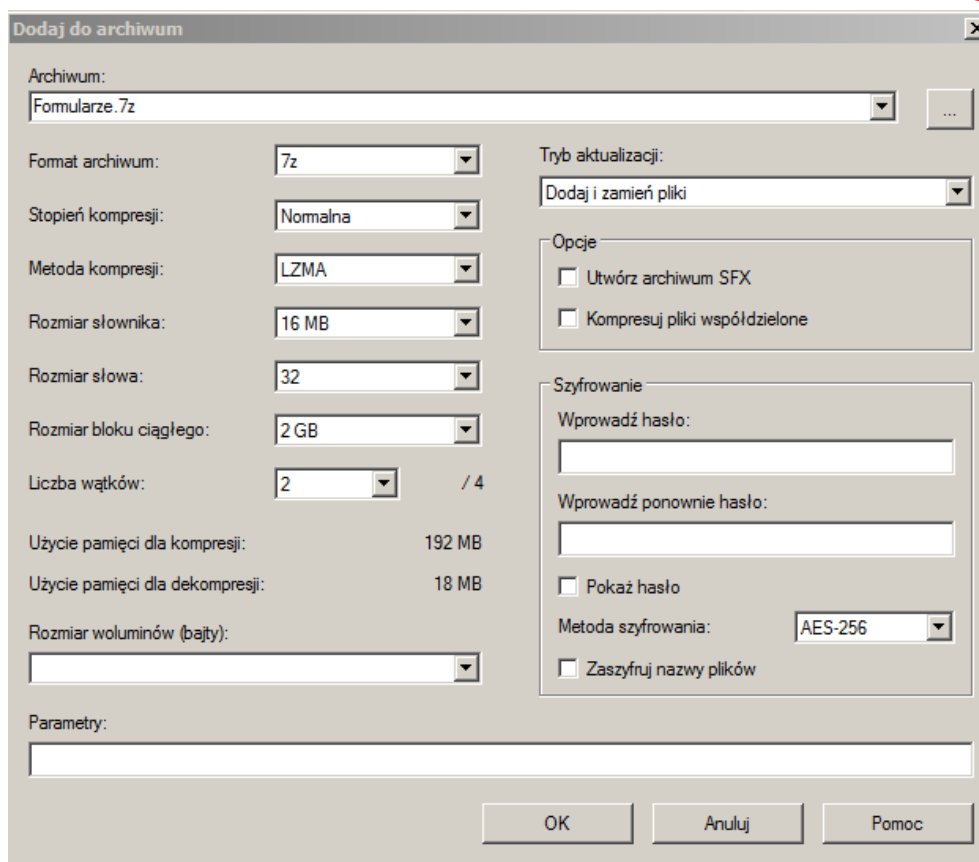 Dodaj do archiwum
Archiwum:
Formularze.7z
...
Format archiwum:
7z
Stopień kompresji:
Normalna
Metoda kompresji:
LZMA
Rozmiar słownika:
16 MB
Rozmiar słowa:
32
Rozmiar bloku ciągłego:
2 GB
Liczba wątków:
2
/ 4
Użycie pamięci dla kompresji:
192 MB
Użycie pamięci dla dekompresji:
18 MB
Rozmiar woluminów (bajty):
Tryb aktualizacji:
Dodaj i zamień pliki
Opcje
Utwórz archiwum SFX
Kompresuj pliki współdzielone
Szyfrowanie
Wprowadź hasło:
Wprowadź ponownie hasło:
Pokaż hasło
Metoda szyfrowania:
AES-256
Zaszyfruj nazwy plików
Parametry:
OK
Anuluj
Pomoc